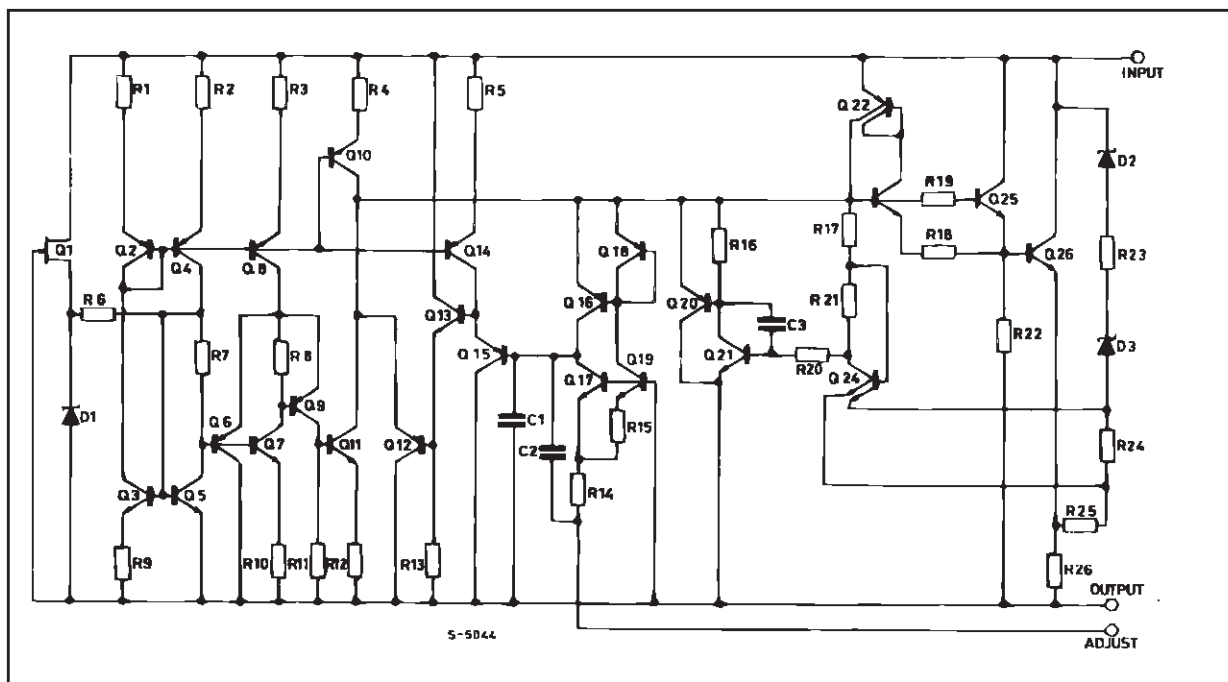 INPUT
R1 R2 R3 R4 R5 Q22
Q10 D2
R19
Q25
R17
Q1 Q2 Q4 Q8 Q14 Q18 R16 R18 Q26 R23
R6 Q13 Q16 Q20 R21
C3
R7 R8 Q15 Q19 Q21 R20 Q24 R22 D3
Q17
D1 Q6 Q9 C1 R15
Q7 Q11 Q12 C2 R24
Q3 Q5 R14
R25
R9 R10 R11 R12 R13 R26
OUTPUT
S-5044
ADJUST